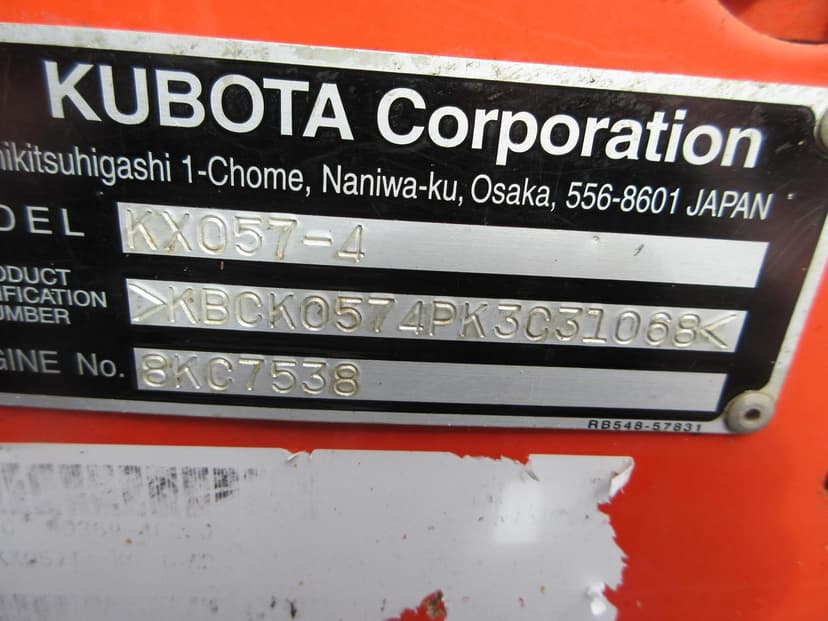 KUBOTA Corporation
hikitsuhigashi 1-Chome, Naniwa-ku, Osaka, 556-8601 JAPAN
DEL KX057-4
ODUCT
IFICATION
UMBER
>KBCK0574PK3C31068<
GINE No. 8KC7538
RB548-57831